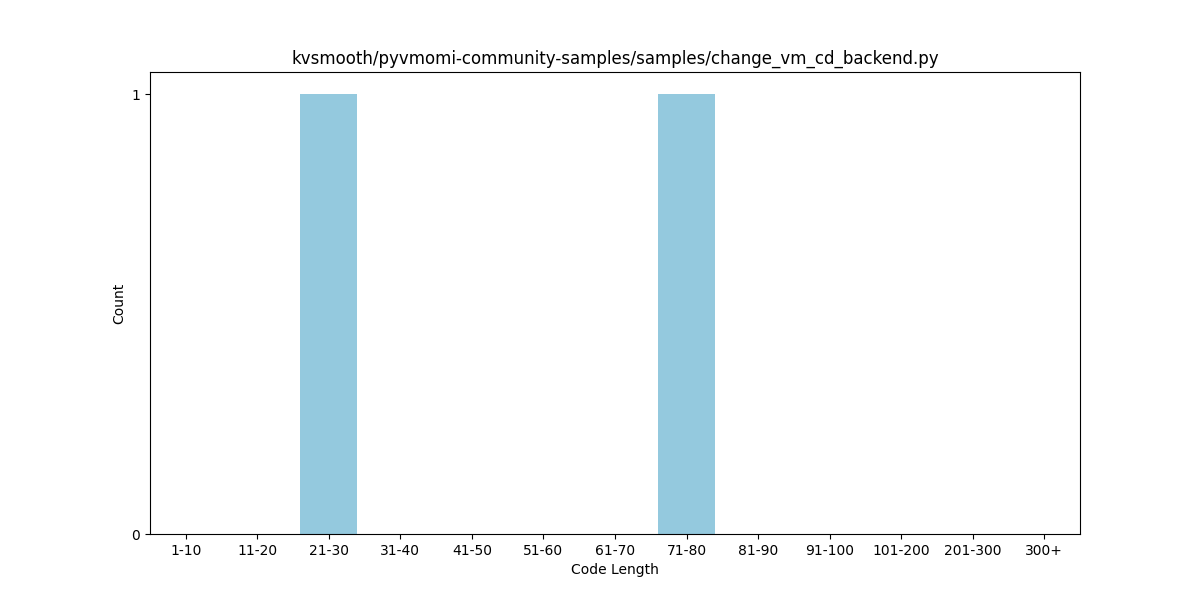 kvsmooth/pyvmomi-community-samples/samples/change_vm_cd_backend.py
1
Count
0
1-10 11-20 21-30 31-40 41-50 51-60 61-70 71-80 81-90 91-100 101-200 201-300 300+
Code Length